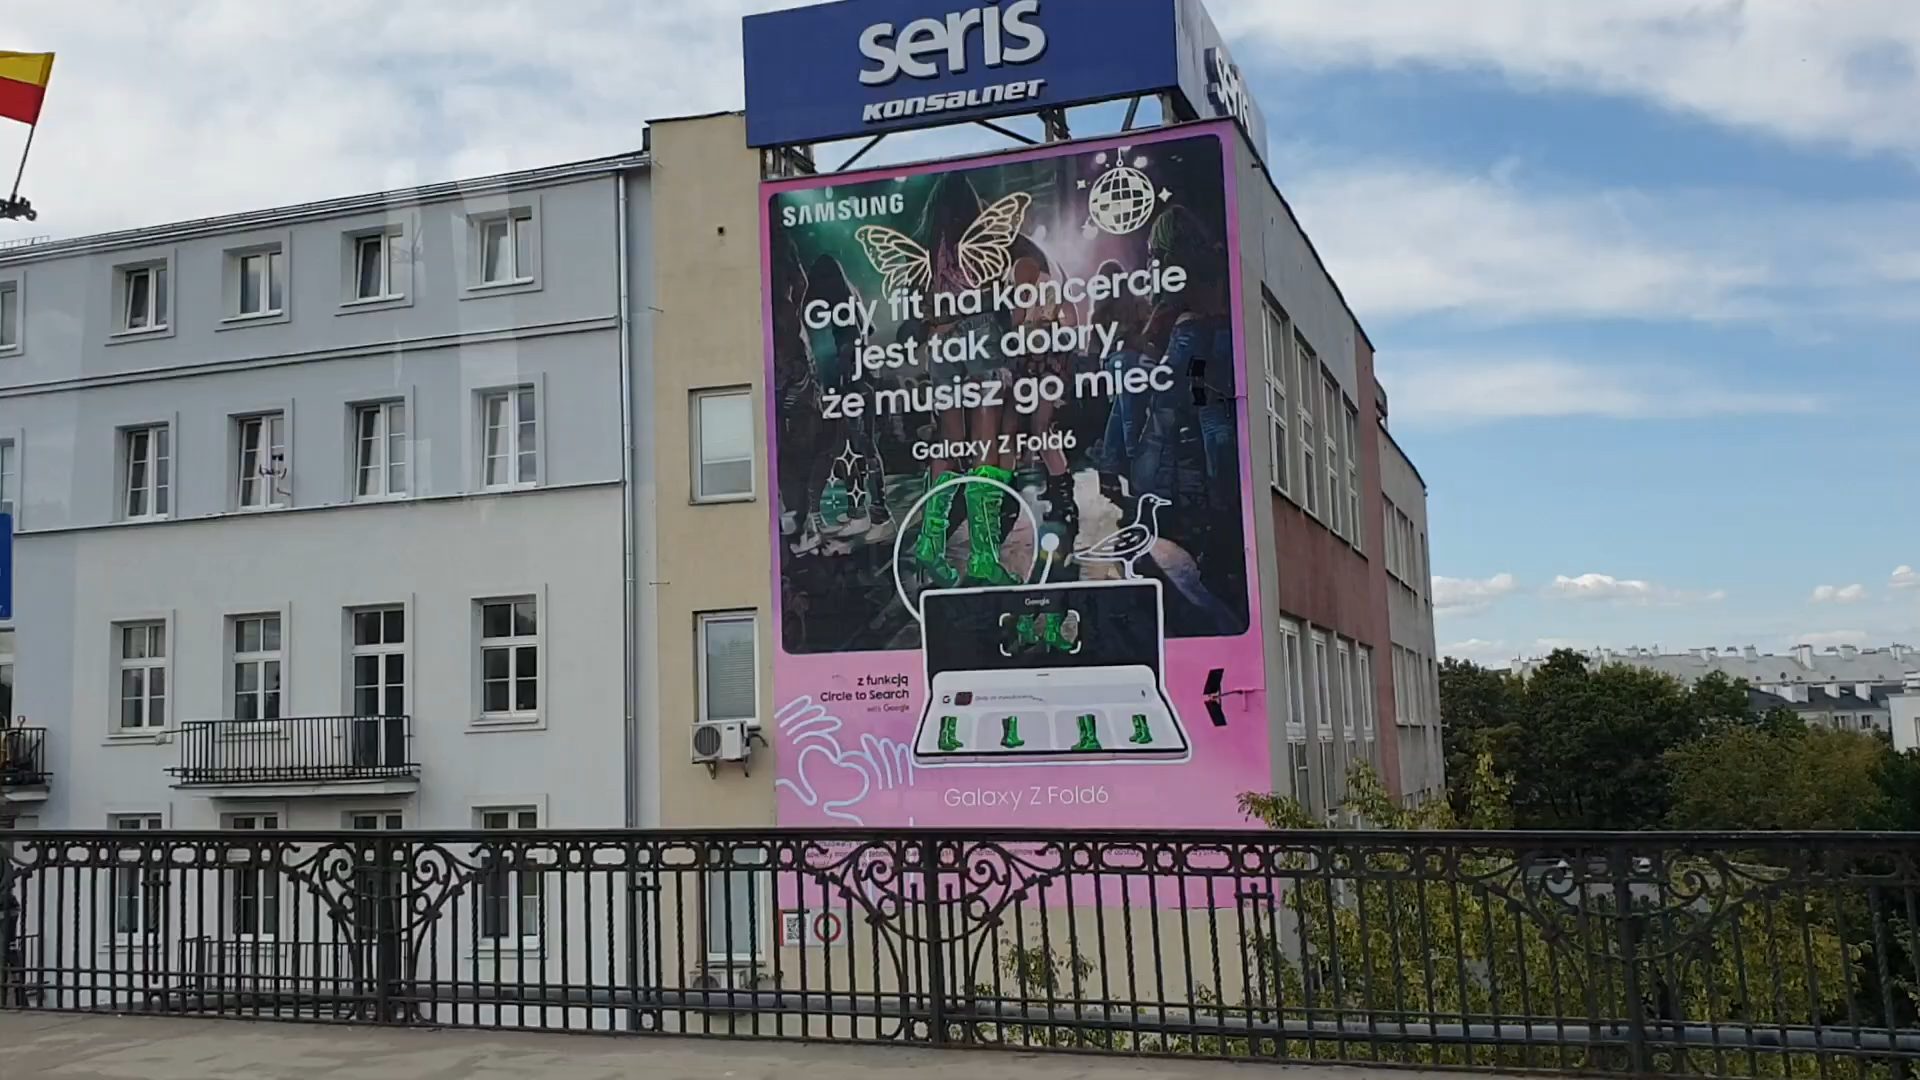 seris
KONSALNET
SAMSUNG
Gdy fit na koncercie
jest tak dobry,
że musisz go mieć
Galaxy Z Fold6
Google
z funkcją
Circle to Search
with Google
Galaxy Z Fold6